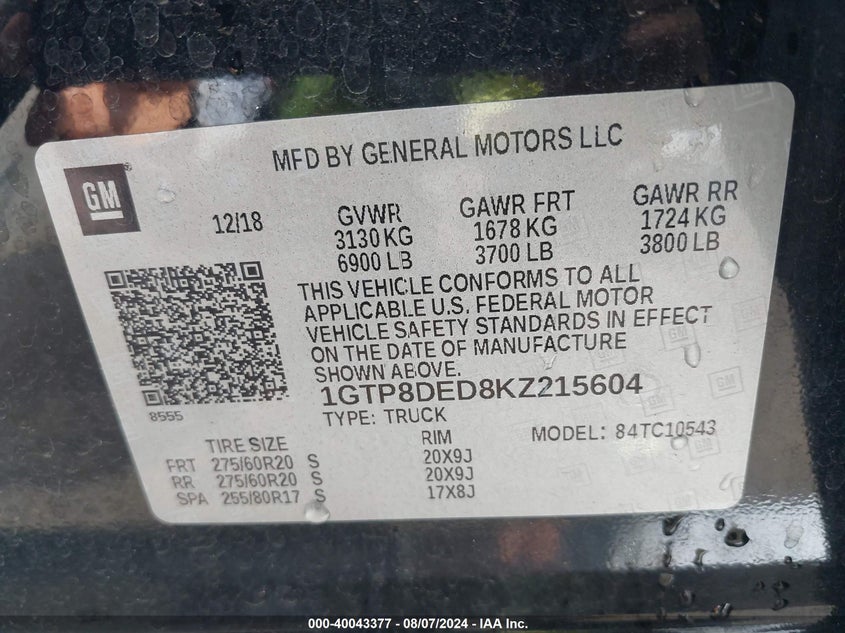 MFD BY GENERAL MOTORS LLC
GM
12/18
GVWR
3130 KG
6900 LB
GAWR FRT
1678 KG
3700 LB
GAWR RR
1724 KG
3800 LB
THIS VEHICLE CONFORMS TO ALL
APPLICABLE U.S. FEDERAL MOTOR
VEHICLE SAFETY STANDARDS IN EFFECT
ON THE DATE OF MANUFACTURE
SHOWN ABOVE.
8555
1GTP8DED8KZ215604
TYPE: TRUCK
MODEL: 84TC10543
TIRE SIZE RIM
FRT 275/60R20 S 20X9J
RR 275/60R20 S 20X9J
SPA 255/80R17 S 17X8J
000-40043377 - 08/07/2024 - IAA Inc.